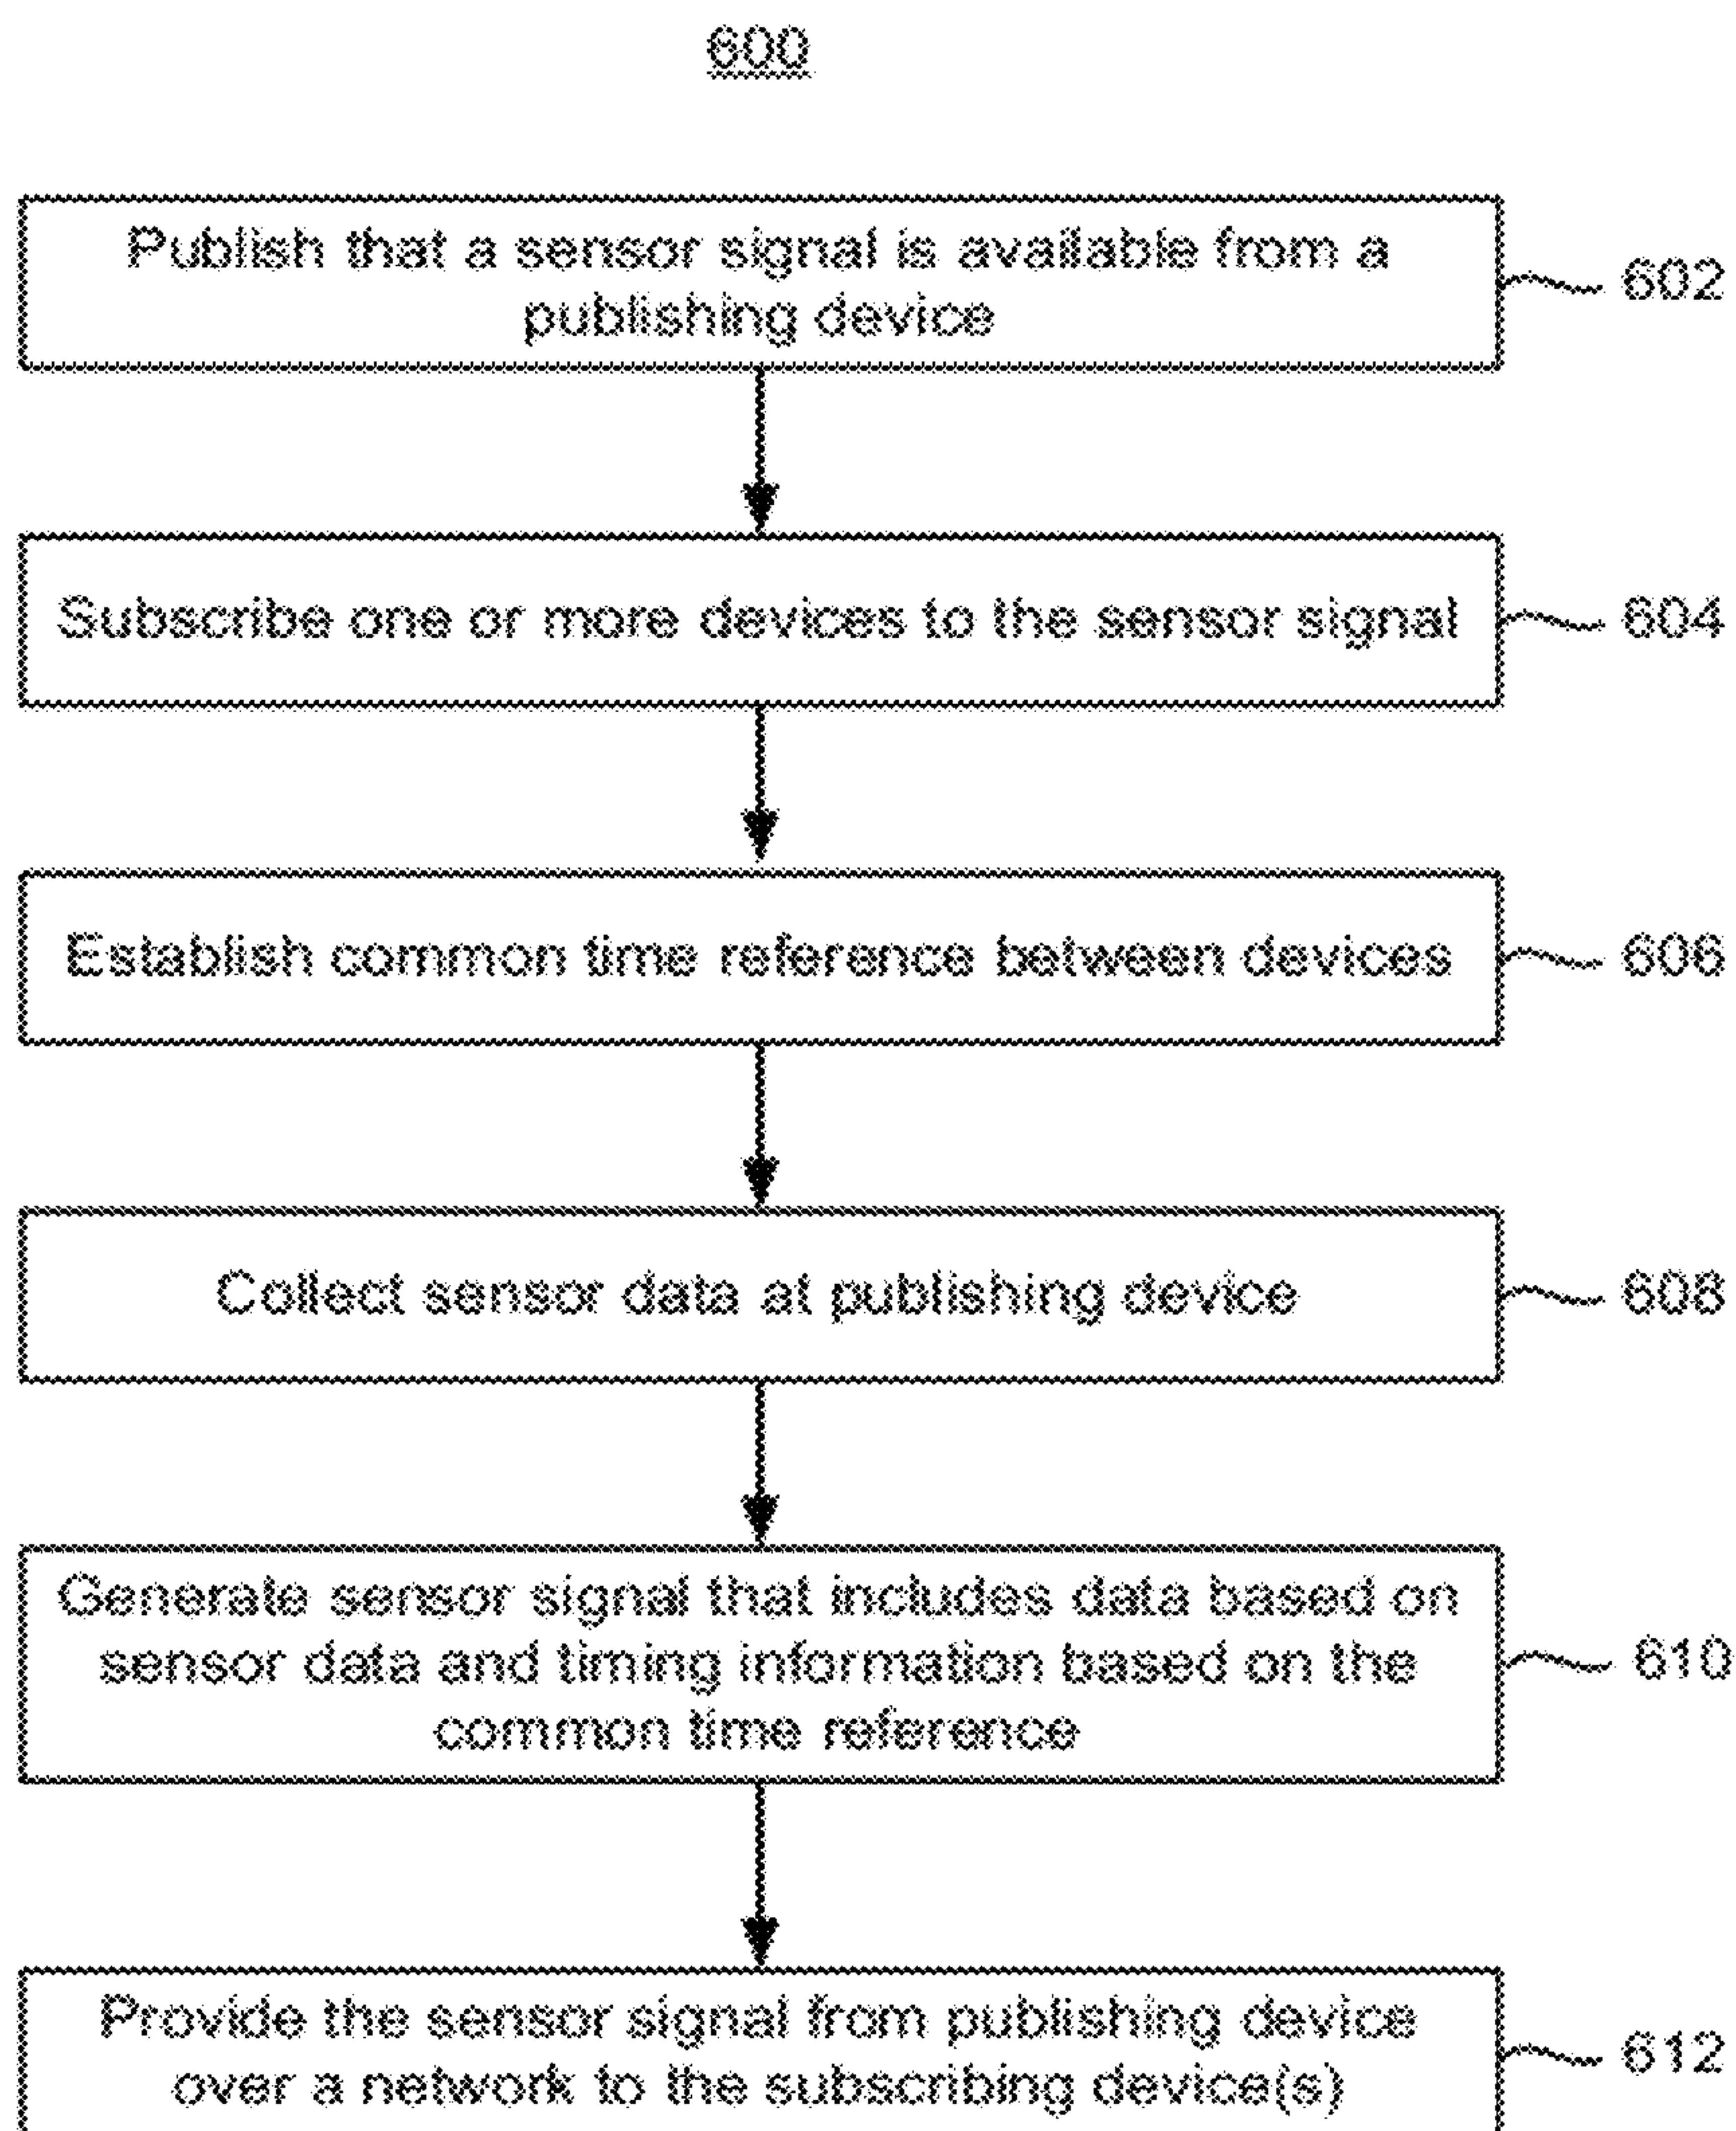 600
Publish that a sensor signal is available from a
publishing device
602
Subscribe one or more devices to the sensor signal
604
Establish common time reference between devices
606
Collect sensor data at publishing device
608
Generate sensor signal that includes data based on
sensor data and timing information based on the
common time reference
610
Provide the sensor signal from publishing device
over a network to the subscribing device(s)
612